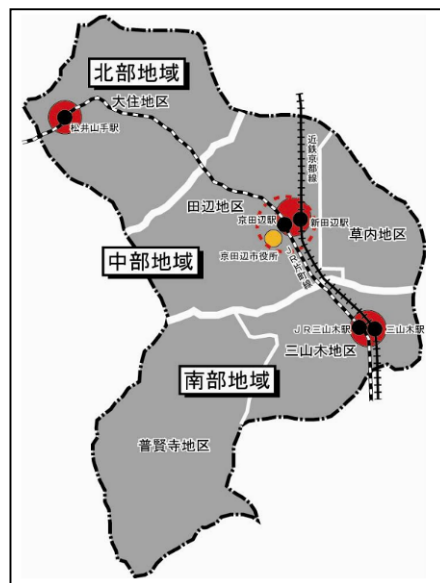 北部地域
大住地区
松井山手駅
近鉄京都線
田辺地区
京田辺駅
新田辺駅
草内地区
京田辺市役所
JR片町線
中部地域
JR三山木駅
三山木駅
三山木地区
南部地域
普賢寺地区